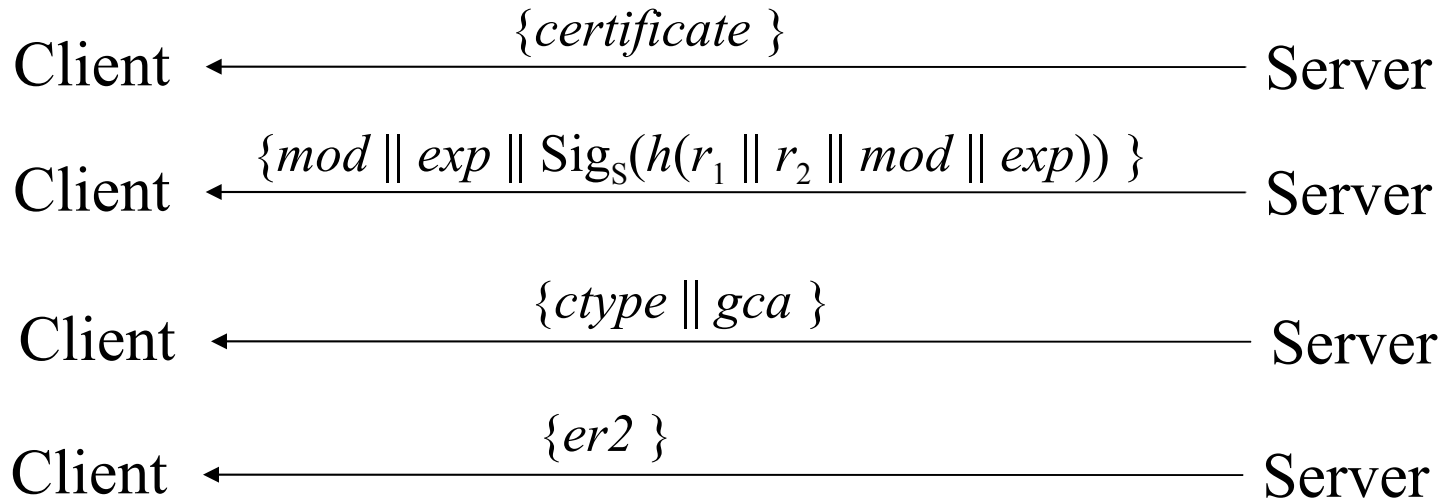 {certificate }
Client Server
{mod || exp || Sig_S(h(r_1 || r_2 || mod || exp)) }
Client Server
{ctype || gca }
Client Server
{er2 }
Client Server